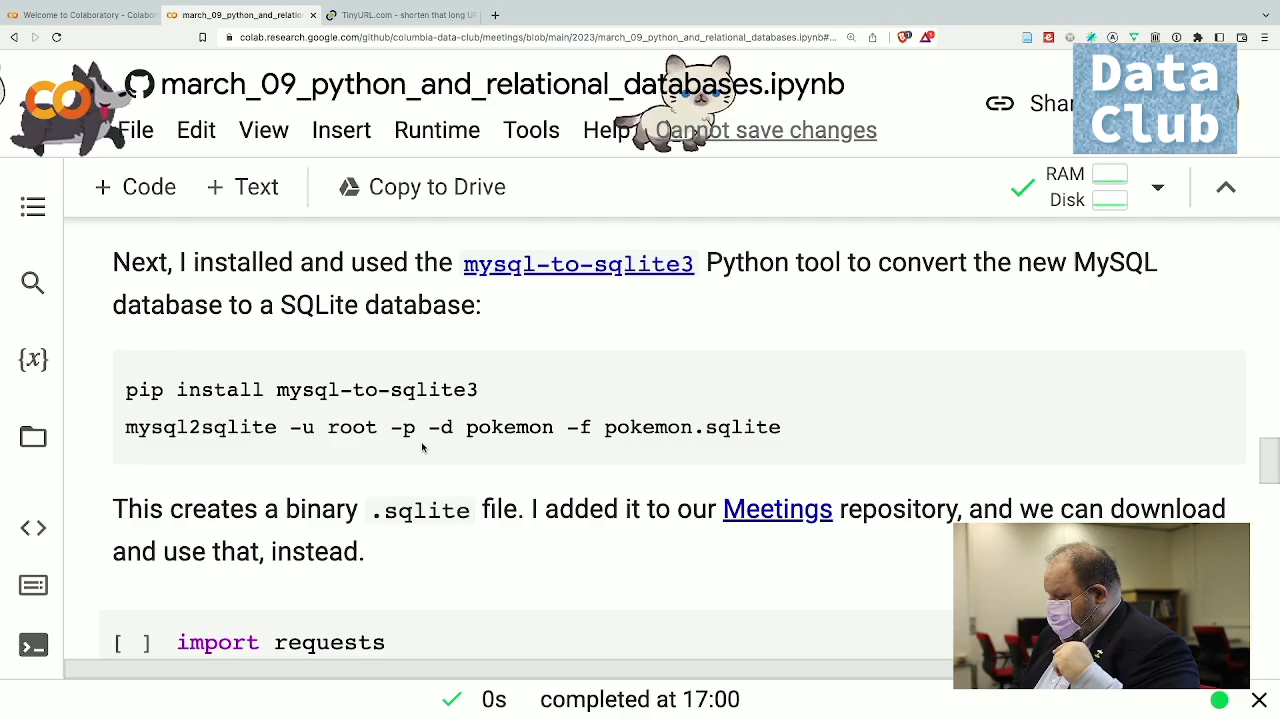 Welcome to Colaboratory - Colabor
march_09_python_and_relatio
TinyURL.com - shorten that long U
colab.research.google.com/github/columbia-data-club/meetings/blob/main/2023/march_09_python_and_relational_databases.ipynb#...
march_09_python_and_relational_databases.ipynb
Data
Club
Shar
File Edit View Insert Runtime Tools Help Cannot save changes
+ Code + Text Copy to Drive
RAM
Disk
Next, I installed and used the mysql-to-sqlite3 Python tool to convert the new MySQL
database to a SQLite database:
{x}
pip install mysql-to-sqlite3
mysql2sqlite -u root -p -d pokemon -f pokemon.sqlite
This creates a binary .sqlite file. I added it to our Meetings repository, and we can download
and use that, instead.
[ ] import requests
0s completed at 17:00